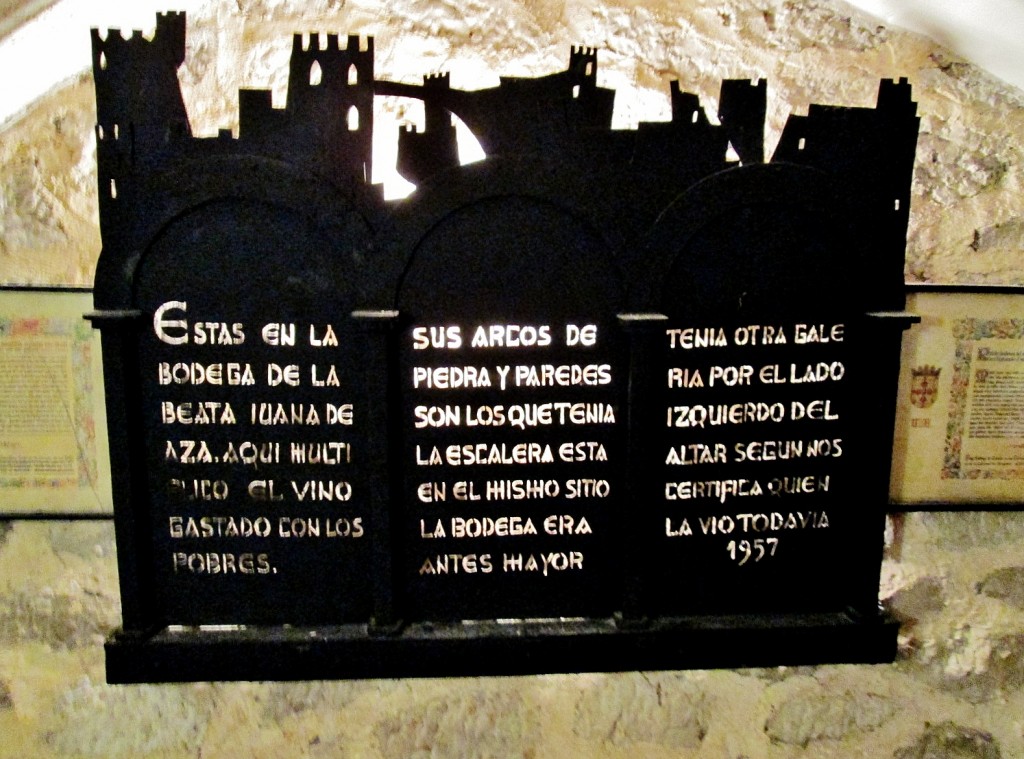 ESTAS EN LA
BODEGA DE LA
BEATA IUANA DE
AZA. AQUI MULTI
PLICO EL VINO
GASTADO CON LOS
POBRES.
SUS ARCOS DE
PIEDRA Y PAREDES
SON LOS QUE TENIA
LA ESCALERA ESTA
EN EL MISMO SITIO
LA BODEGA ERA
ANTES MAYOR
TENIA OTRA GALE
RIA POR EL LADO
IZQUIERDO DEL
ALTAR SEGUN NOS
CERTIFICA QUIEN
LA VIO TODAVIA
1957